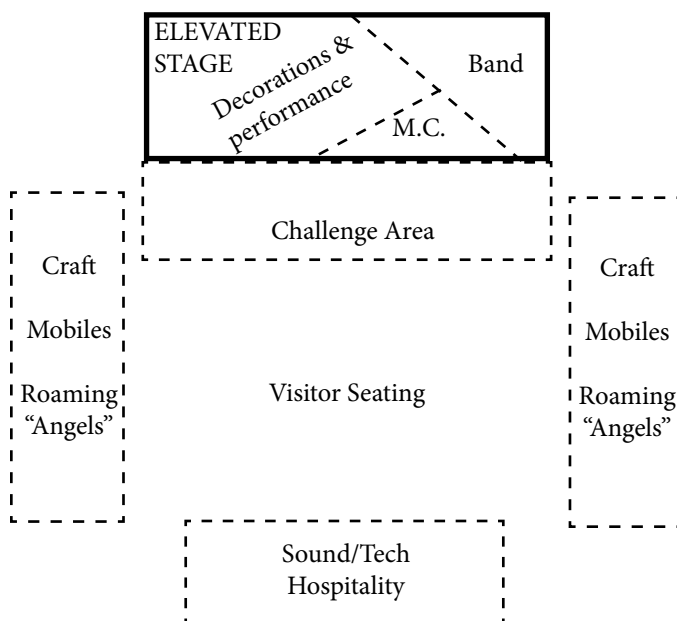 ELEVATED
STAGE
Decorations &
performance
Band
M.C.
Challenge Area
Craft
Mobiles
Roaming
“Angels”
Visitor Seating
Craft
Mobiles
Roaming
“Angels”
Sound/Tech
Hospitality